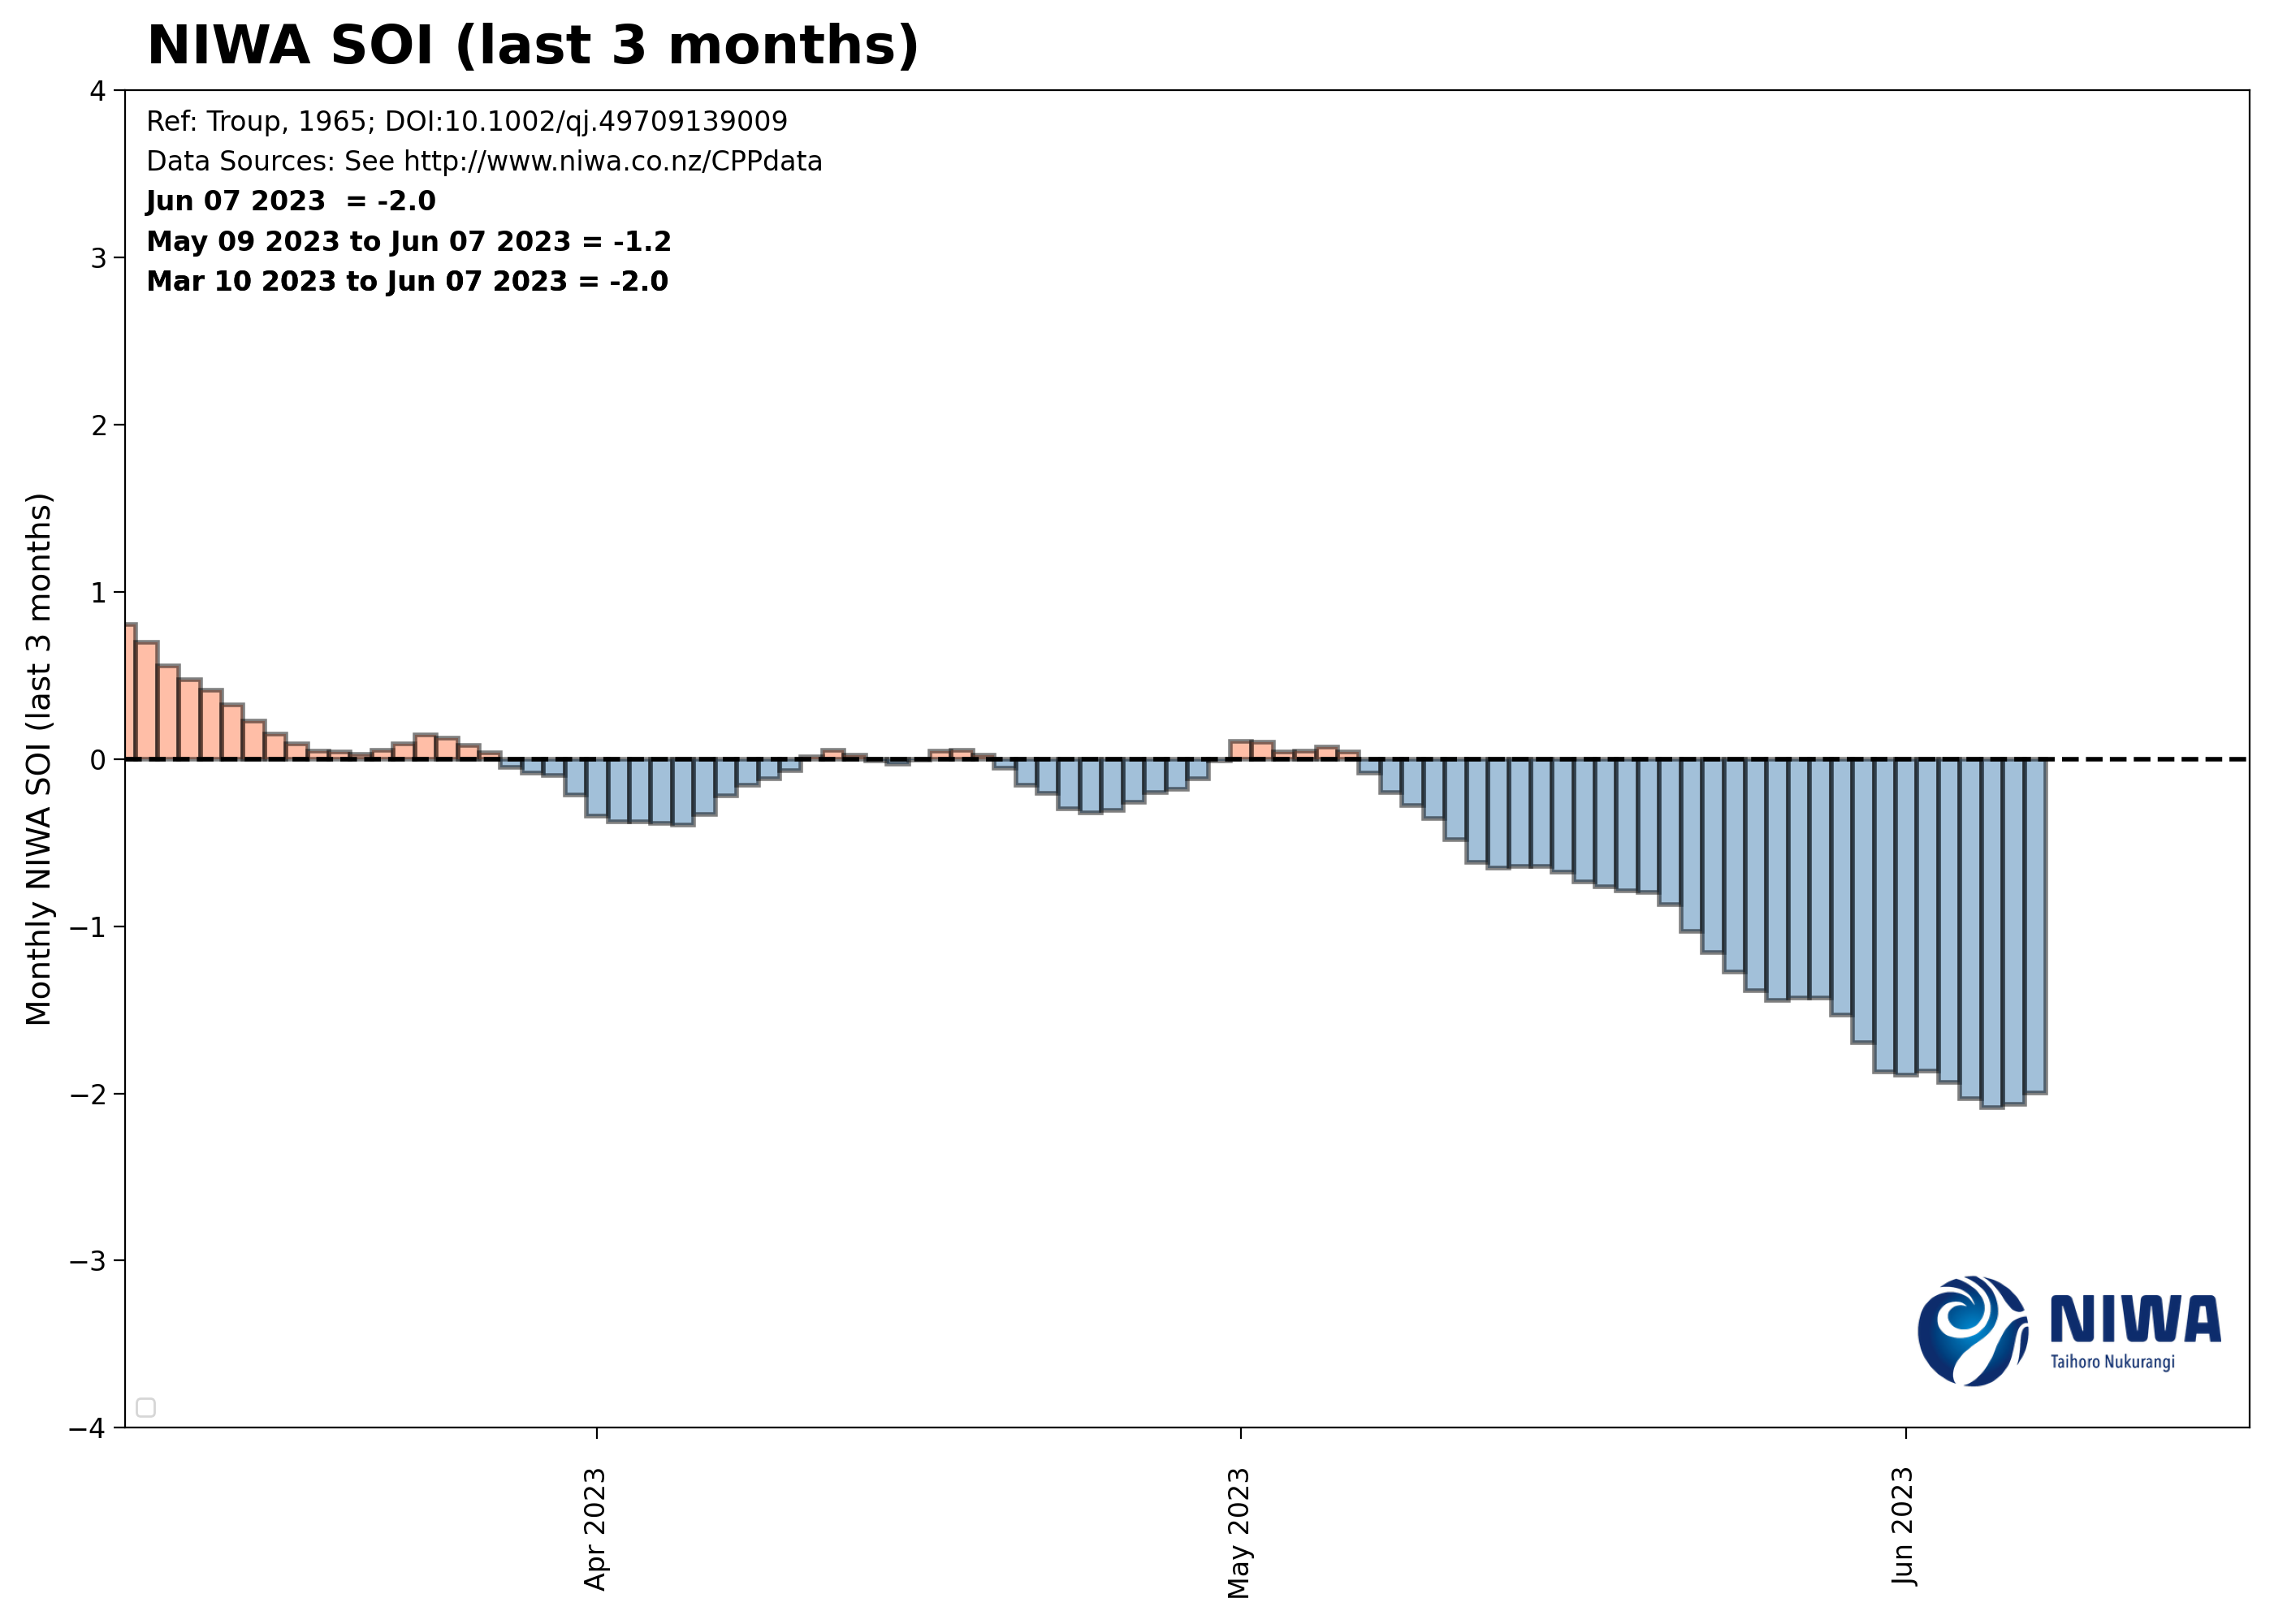 NIWA SOI (last 3 months)
Ref: Troup, 1965; DOI:10.1002/qj.49709139009
Data Sources: See http://www.niwa.co.nz/CPPdata
Jun 07 2023  = -2.0
May 09 2023 to Jun 07 2023 = -1.2
Mar 10 2023 to Jun 07 2023 = -2.0
Monthly NIWA SOI (last 3 months)
4
3
2
1
0
−1
−2
−3
−4
Apr 2023
May 2023
Jun 2023
NIWA
Taihoro Nukurangi